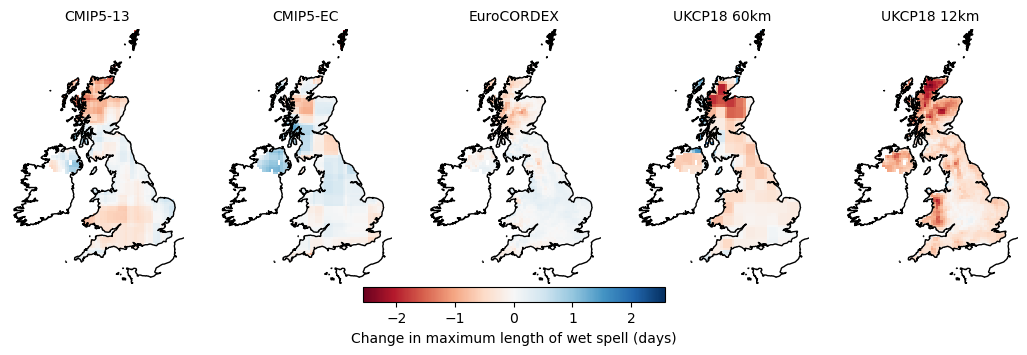 CMIP5-13 CMIP5-EC EuroCORDEX UKCP18 60km UKCP18 12km
−2 −1 0 1 2
Change in maximum length of wet spell (days)